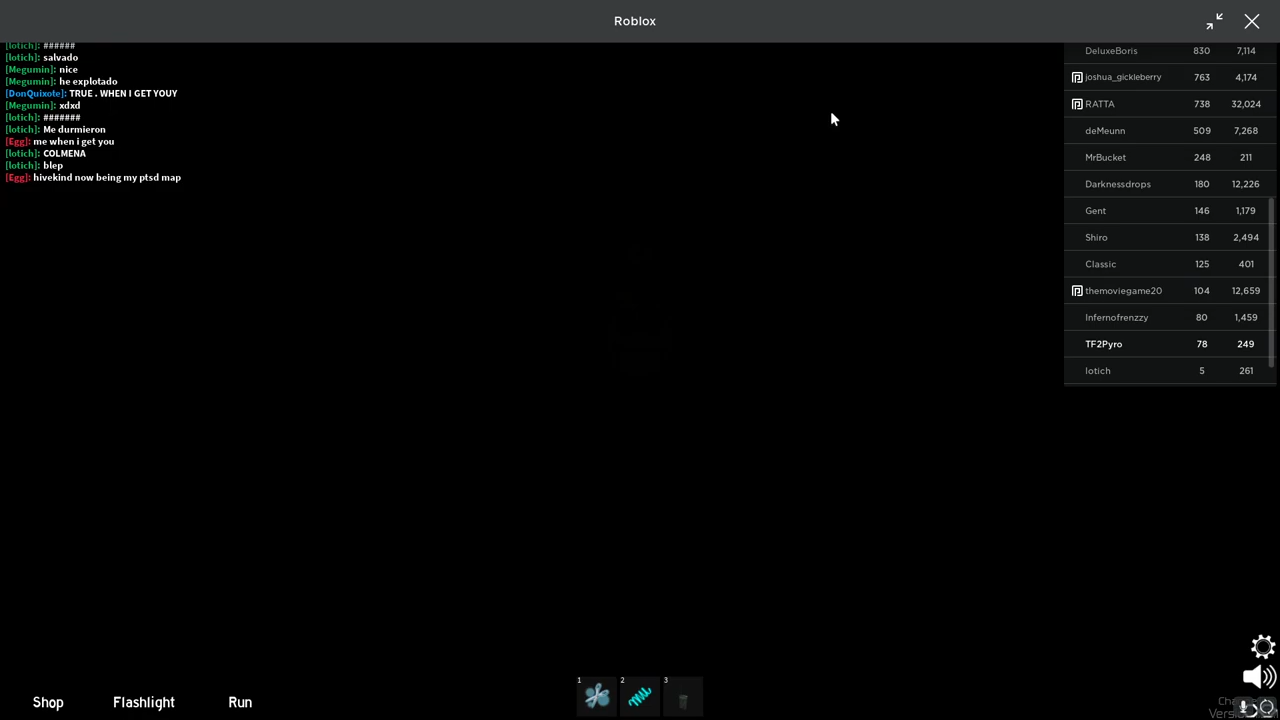 Roblox
[lotich]: ######
[lotich]: salvado
[Megumin]: nice
[Megumin]: he explotado
[DonQuixote]: TRUE . WHEN I GET YOUY
[Megumin]: xdxd
[lotich]: #######
[lotich]: Me durmieron
[Egg]: me when i get you
[lotich]: COLMENA
[lotich]: blep
[Egg]: hivekind now being my ptsd map
DeluxeBoris 830 7,114
joshua_gickleberry 763 4,174
RATTA 738 32,024
deMeunn 509 7,268
MrBucket 248 211
Darknessdrops 180 12,226
Gent 146 1,179
Shiro 138 2,494
Classic 125 401
themoviegame20 104 12,659
Infernofrenzzy 80 1,459
TF2Pyro 78 249
lotich 5 261
1 2 3
Shop Flashlight Run